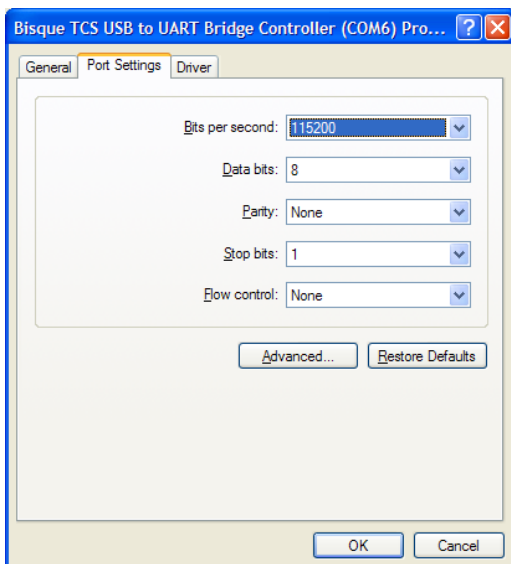 Bisque TCS USB to UART Bridge Controller (COM6) Pro...
General Port Settings Driver
Bits per second: 115200
Data bits: 8
Parity: None
Stop bits: 1
Flow control: None
Advanced... Restore Defaults
OK Cancel